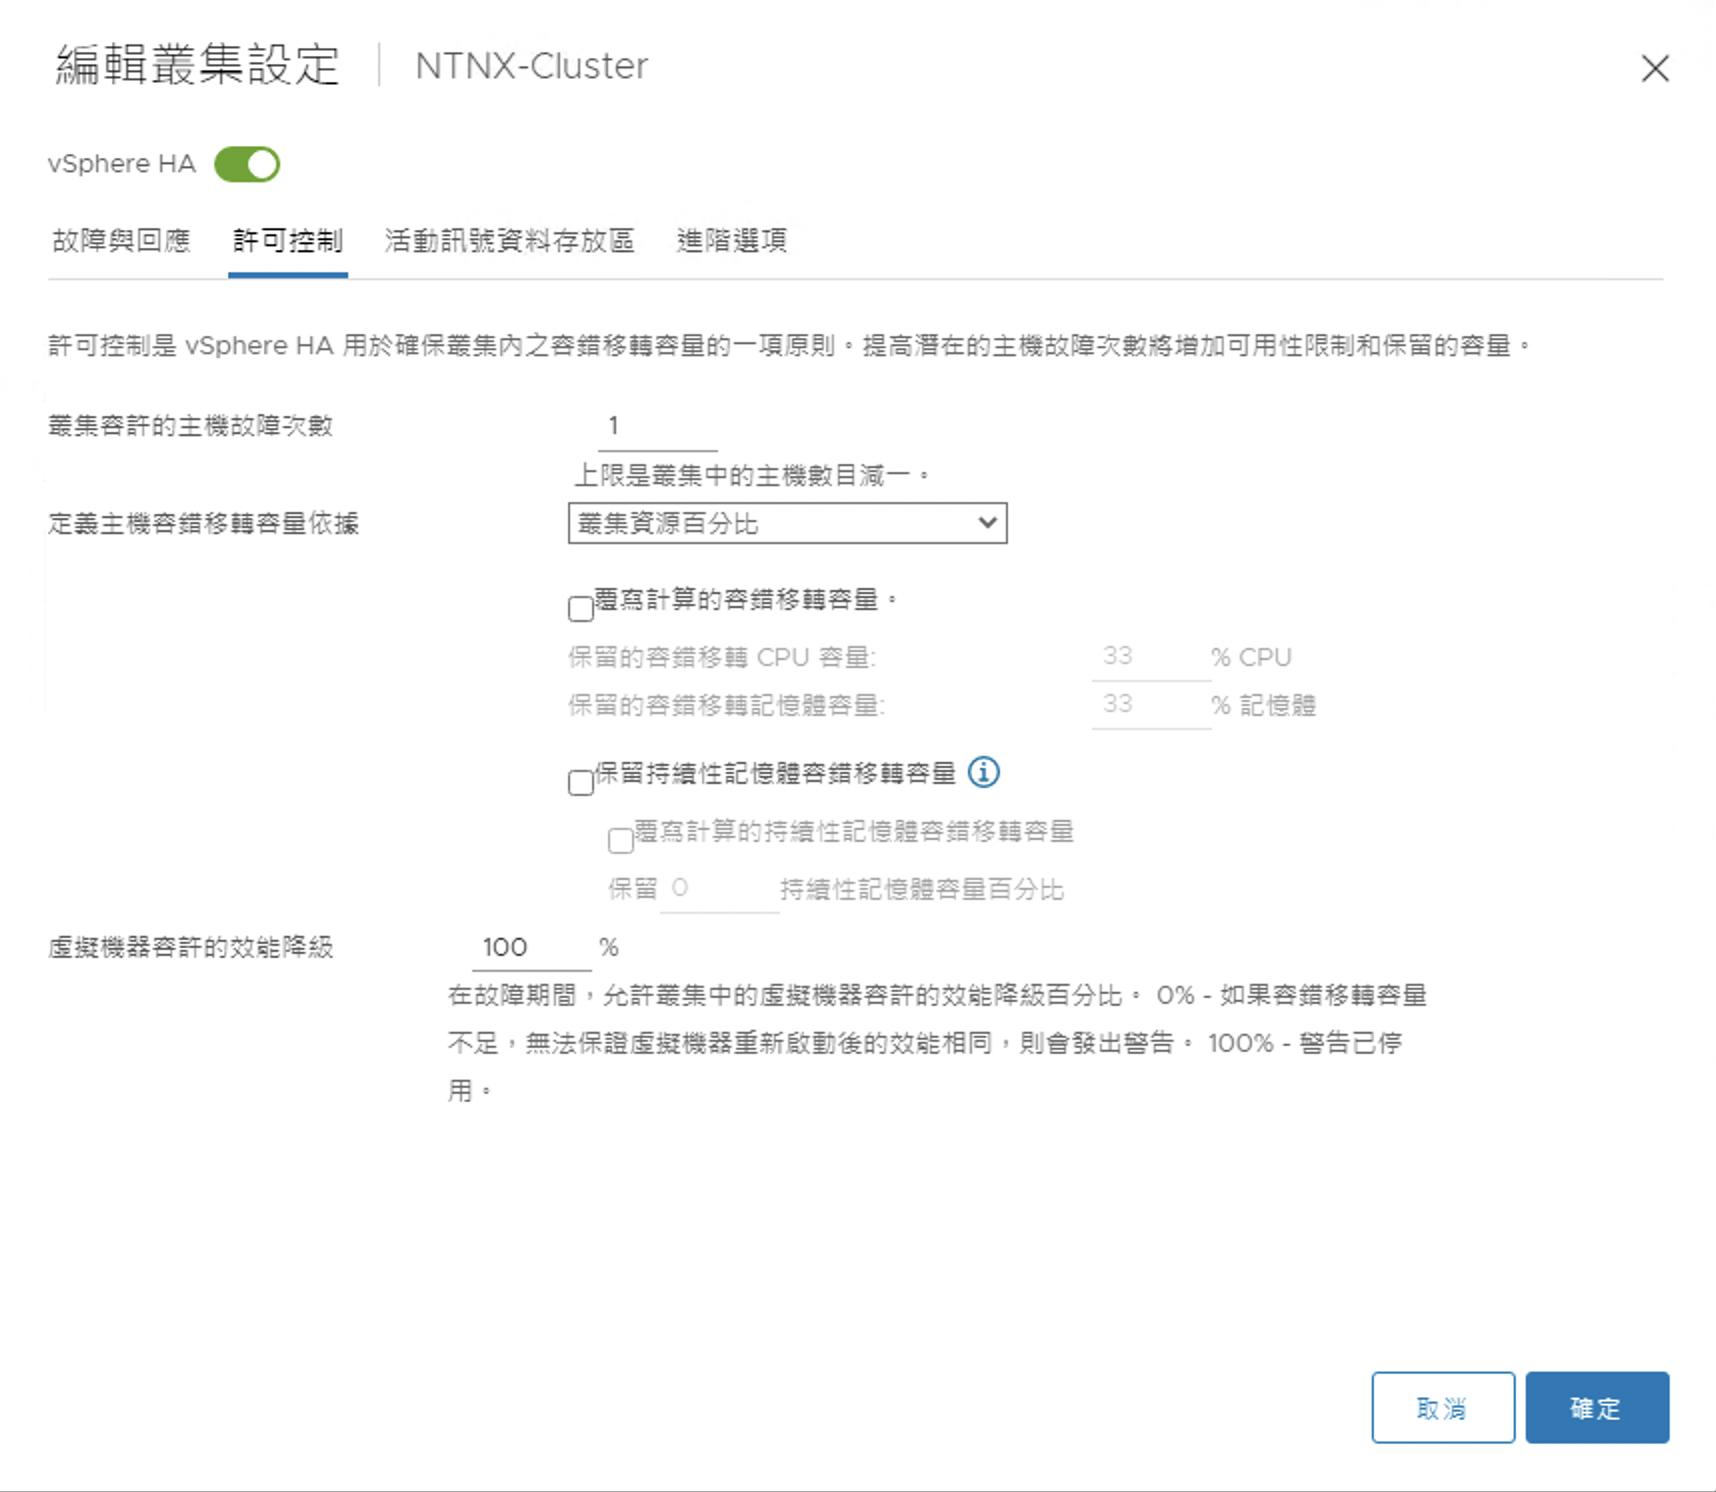 編輯叢集設定 | NTNX-Cluster
vSphere HA
故障與回應 許可控制 活動訊號資料存放區 進階選項
許可控制是 vSphere HA 用於確保叢集內之容錯移轉容量的一項原則。提高潛在的主機故障次數將增加可用性限制和保留的容量。
叢集容許的主機故障次數 1
上限是叢集中的主機數目減一。
定義主機容錯移轉容量依據 叢集資源百分比
覆寫計算的容錯移轉容量。
保留的容錯移轉 CPU 容量: 33 % CPU
保留的容錯移轉記憶體容量: 33 % 記憶體
保留持續性記憶體容錯移轉容量
覆寫計算的持續性記憶體容錯移轉容量
保留 0 持續性記憶體容量百分比
虛擬機器容許的效能降級 100 %
在故障期間，允許叢集中的虛擬機器容許的效能降級百分比。 0% - 如果容錯移轉容量
不足，無法保證虛擬機器重新啟動後的效能相同，則會發出警告。 100% - 警告已停
用。
取消 確定